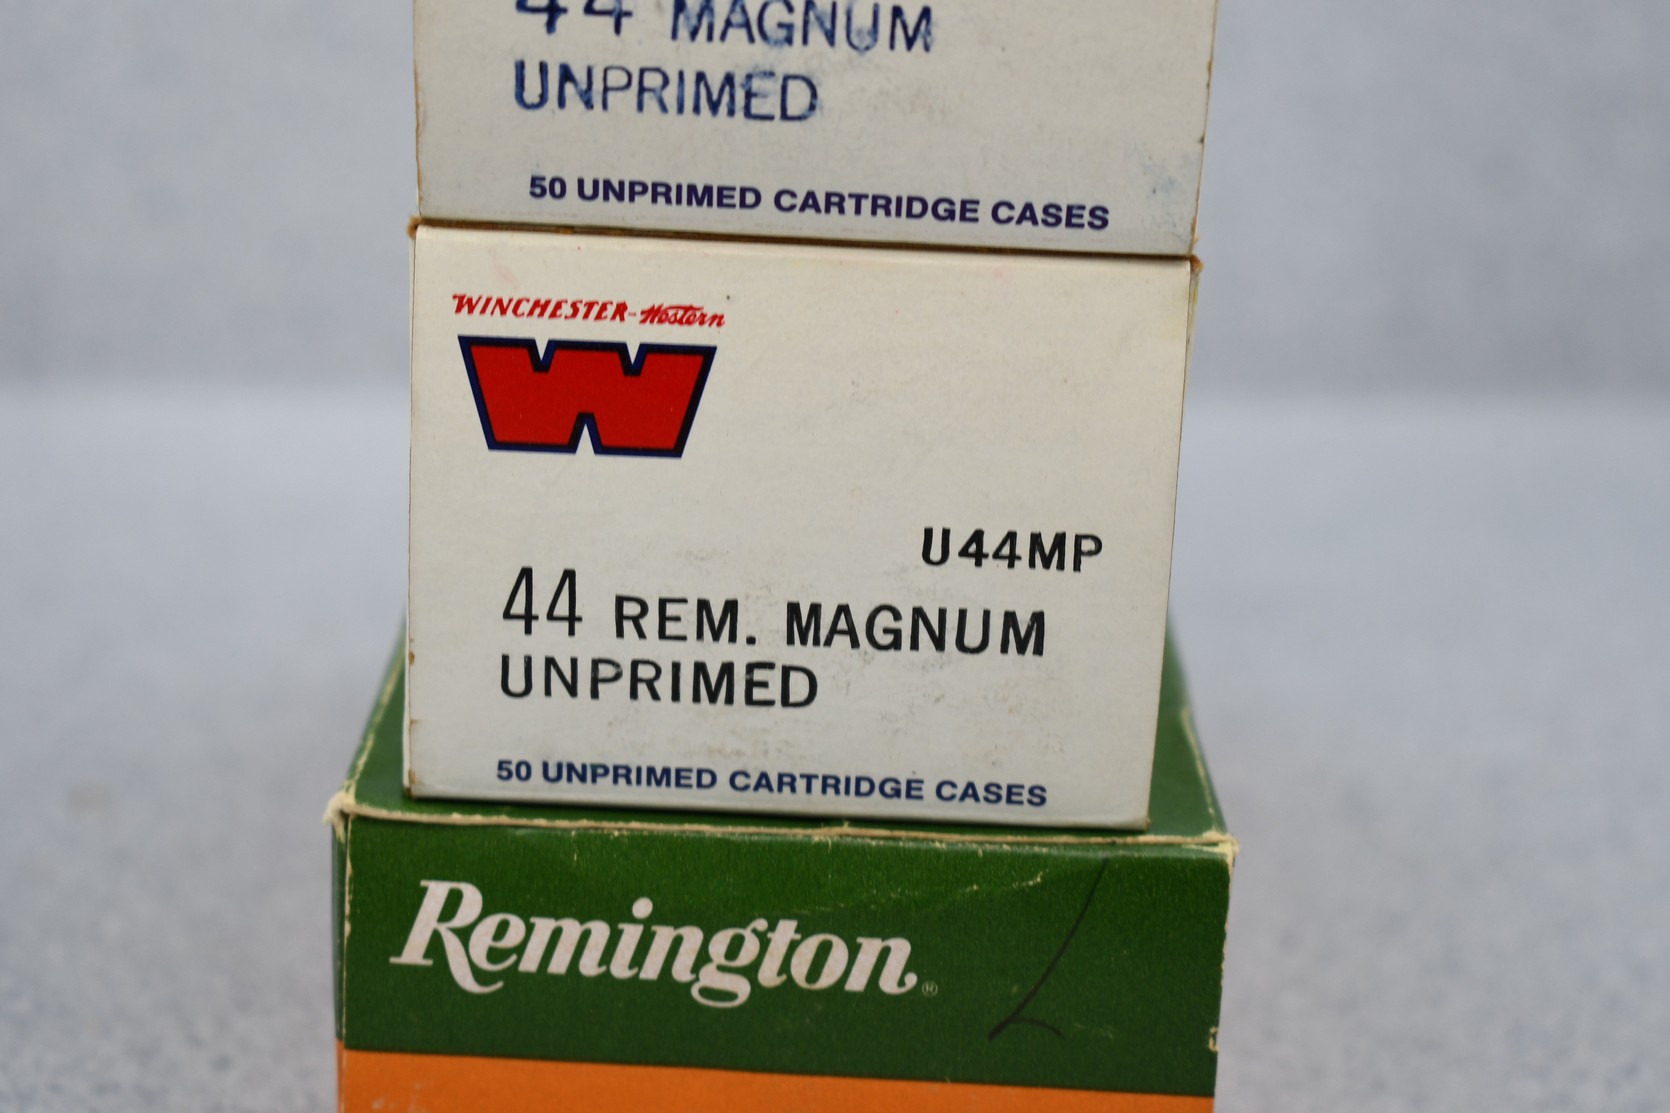 44 MAGNUM
UNPRIMED
50 UNPRIMED CARTRIDGE CASES
WINCHESTER-Western
W
U44MP
44 REM. MAGNUM
UNPRIMED
50 UNPRIMED CARTRIDGE CASES
Remington®